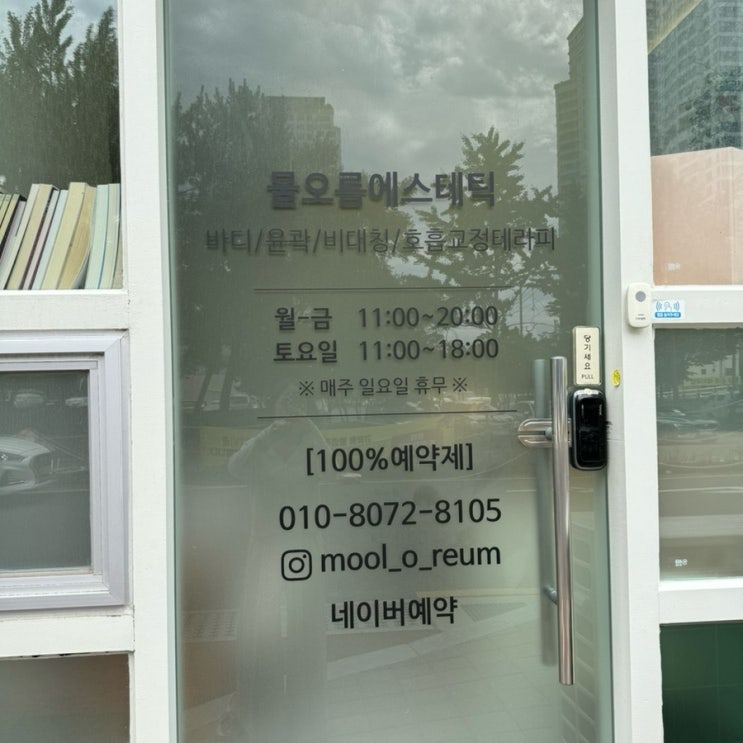 물오름에스테틱
바디/윤곽/비대칭/호흡교정테라피
월-금 11:00~20:00
토요일 11:00~18:00
※ 매주 일요일 휴무 ※
당기세요
PULL
[100%예약제]
010-8072-8105
mool_o_reum
네이버예약